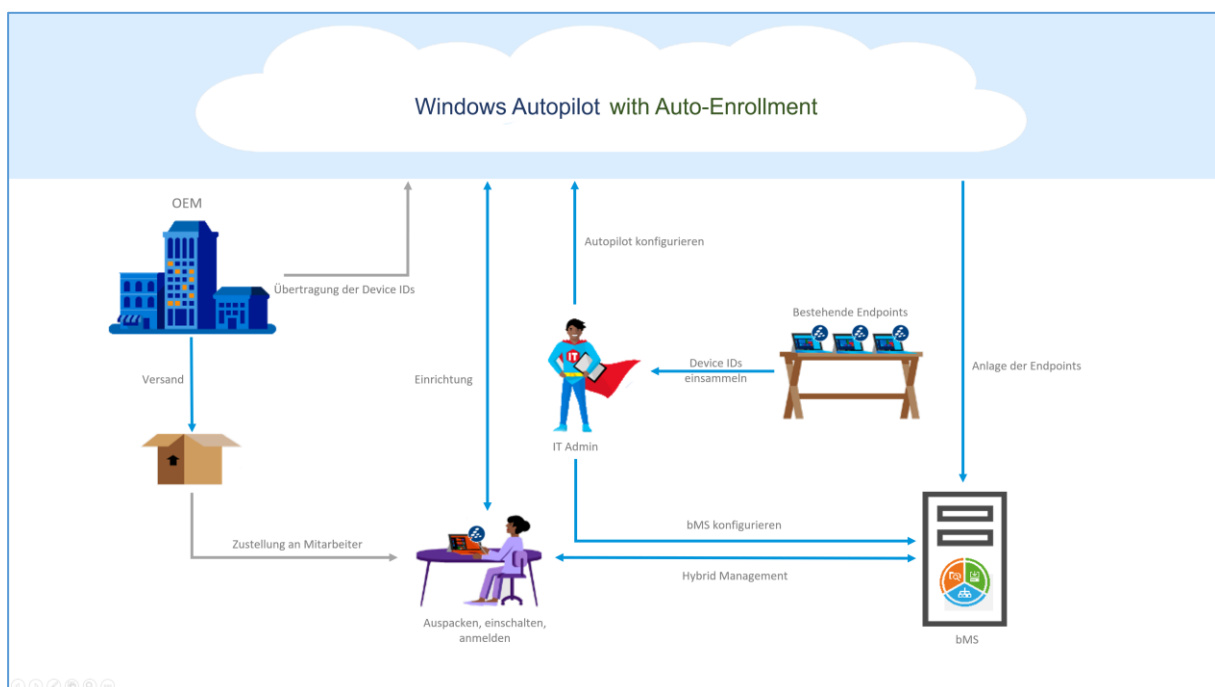 Windows Autopilot with Auto-Enrollment
OEM
Übertragung der Device IDs
Autopilot konfigurieren
Bestehende Endpoints
Versand
Einrichtung
Device IDs
einsammeln
Anlage der Endpoints
IT
IT Admin
bMS konfigurieren
Zustellung an Mitarbeiter
Hybrid Management
Auspacken, einschalten,
anmelden
bMS